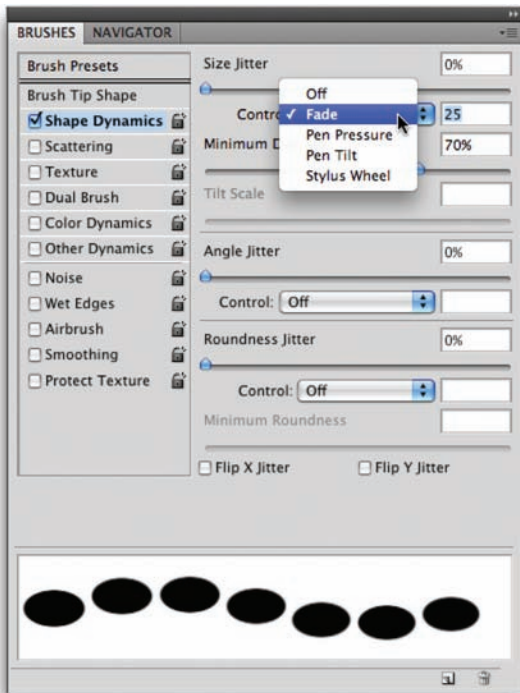 BRUSHES NAVIGATOR
Brush Presets
Brush Tip Shape
Shape Dynamics
Scattering
Texture
Dual Brush
Color Dynamics
Other Dynamics
Noise
Wet Edges
Airbrush
Smoothing
Protect Texture
Size Jitter 0%
Off
✓ Fade 25
Pen Pressure
Pen Tilt
Stylus Wheel
Minimum 70%
Tilt Scale
Angle Jitter 0%
Control: Off
Roundness Jitter 0%
Control: Off
Minimum Roundness
Flip X Jitter Flip Y Jitter